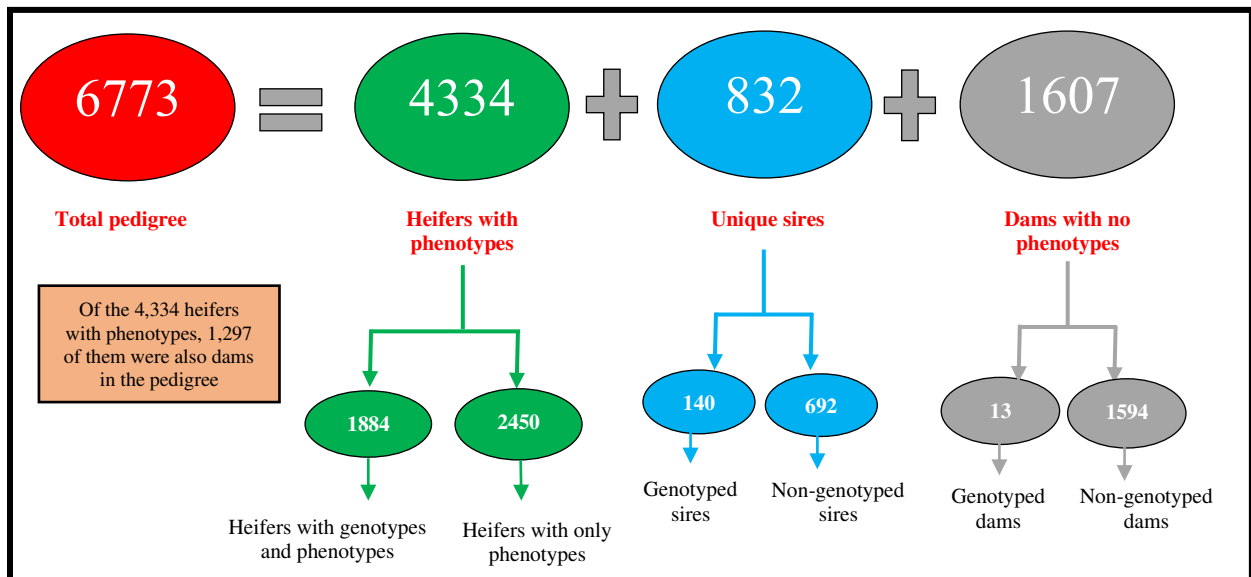 6773
4334
832
1607
Total pedigree
Heifers with
phenotypes
Unique sires
Dams with no
phenotypes
Of the 4,334 heifers
with phenotypes, 1,297
of them were also dams
in the pedigree
1884
2450
140
692
13
1594
Heifers with genotypes
and phenotypes
Heifers with only
phenotypes
Genotyped
sires
Non-genotyped
sires
Genotyped
dams
Non-genotyped
dams